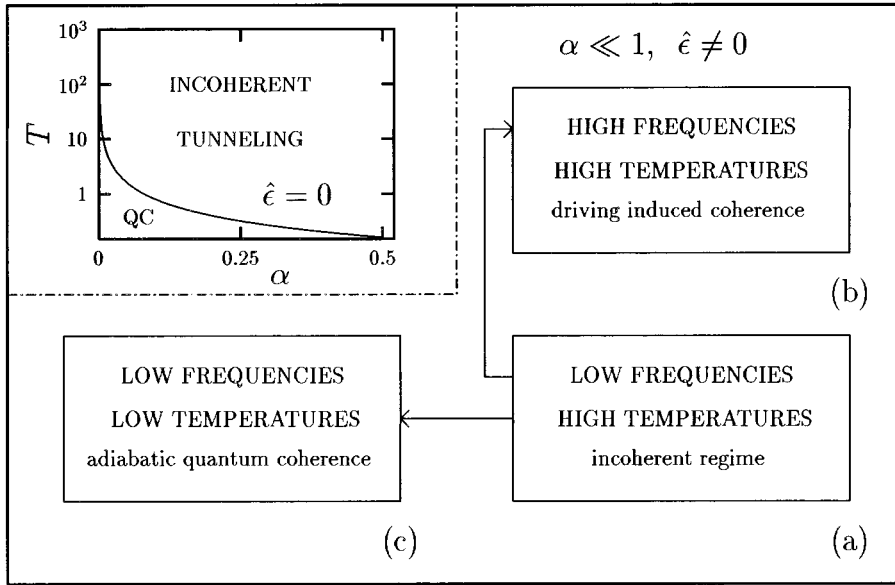 10³
10²
10
1
T
INCOHERENT
TUNNELING
ε̂ = 0
QC
0
0.25
0.5
α
α ≪ 1, ε̂ ≠ 0
HIGH FREQUENCIES
HIGH TEMPERATURES
driving induced coherence
(b)
LOW FREQUENCIES
LOW TEMPERATURES
adiabatic quantum coherence
(c)
LOW FREQUENCIES
HIGH TEMPERATURES
incoherent regime
(a)